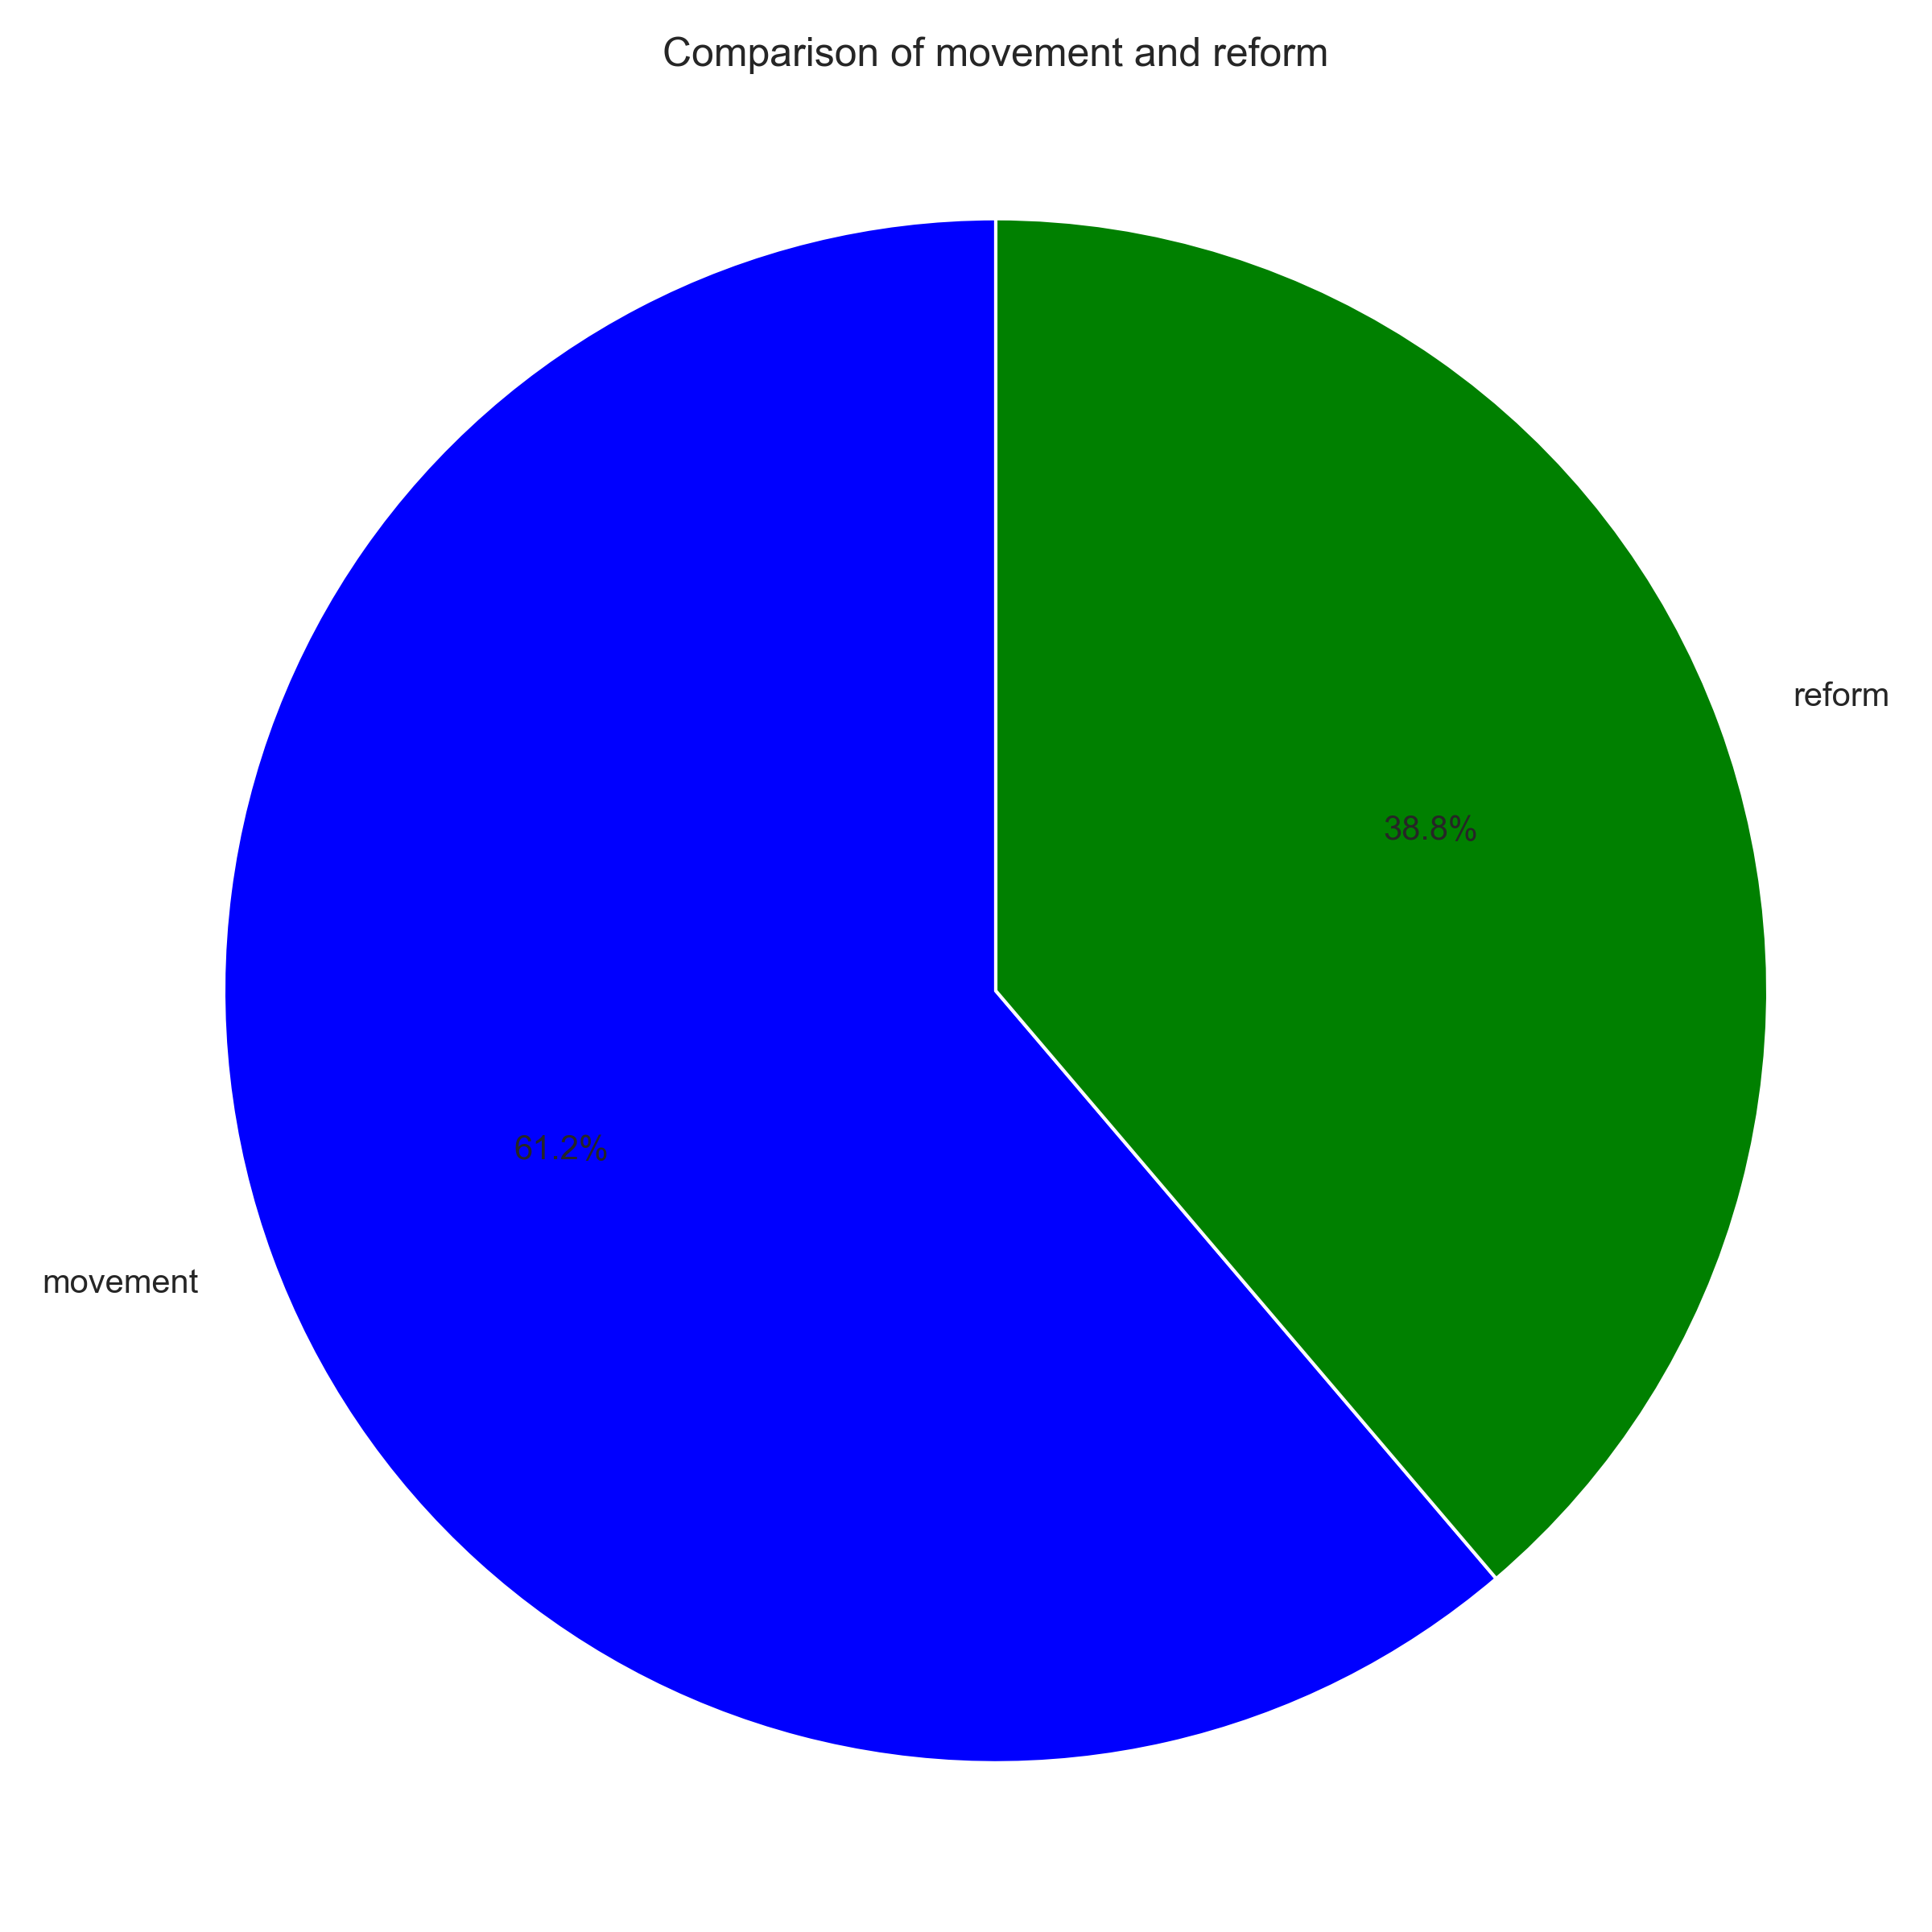 Comparison of movement and reform
reform
38.8%
61.2%
movement